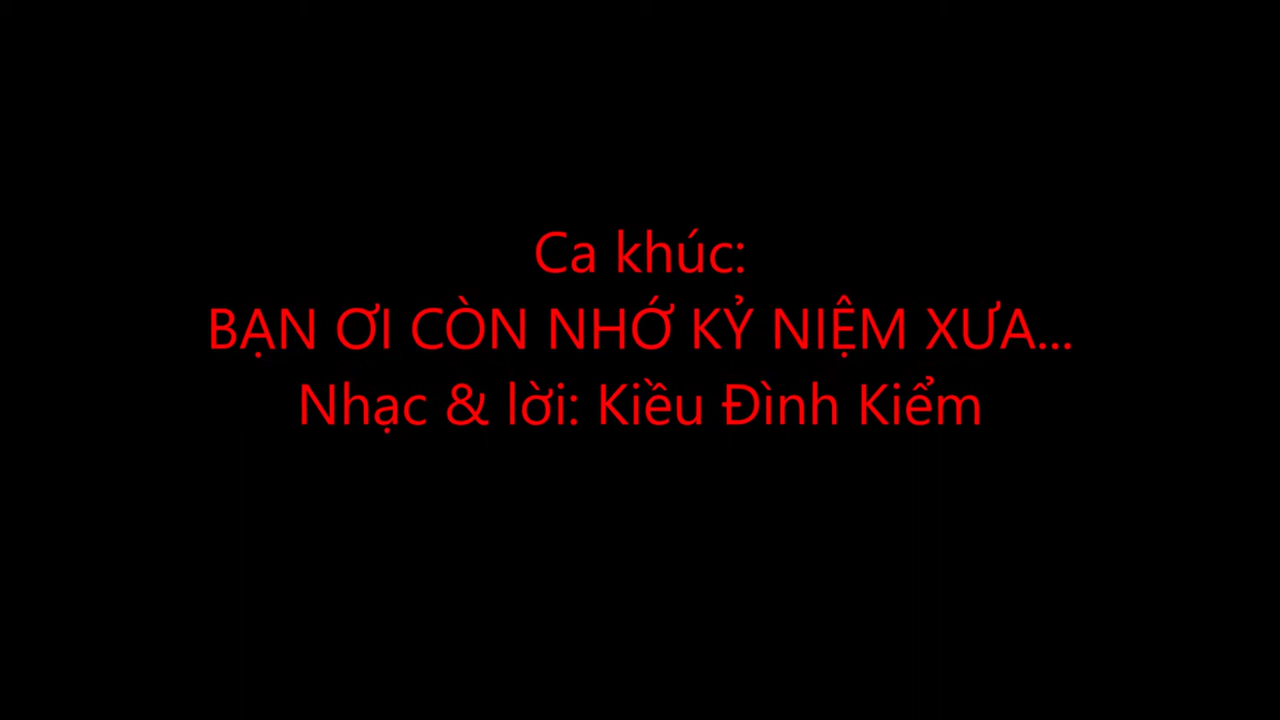 Ca khúc:
BẠN ƠI CÒN NHỚ KỶ NIỆM XƯA...
Nhạc & lời: Kiều Đình Kiểm